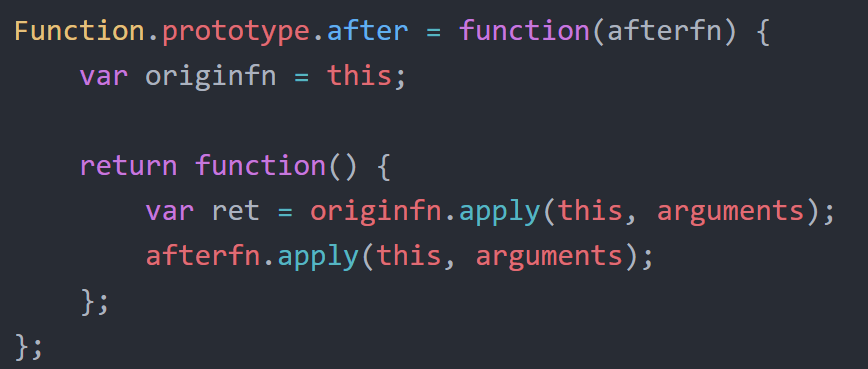 Function.prototype.after = function(afterfn) {
    var originfn = this;

    return function() {
        var ret = originfn.apply(this, arguments);
        afterfn.apply(this, arguments);
    };
};